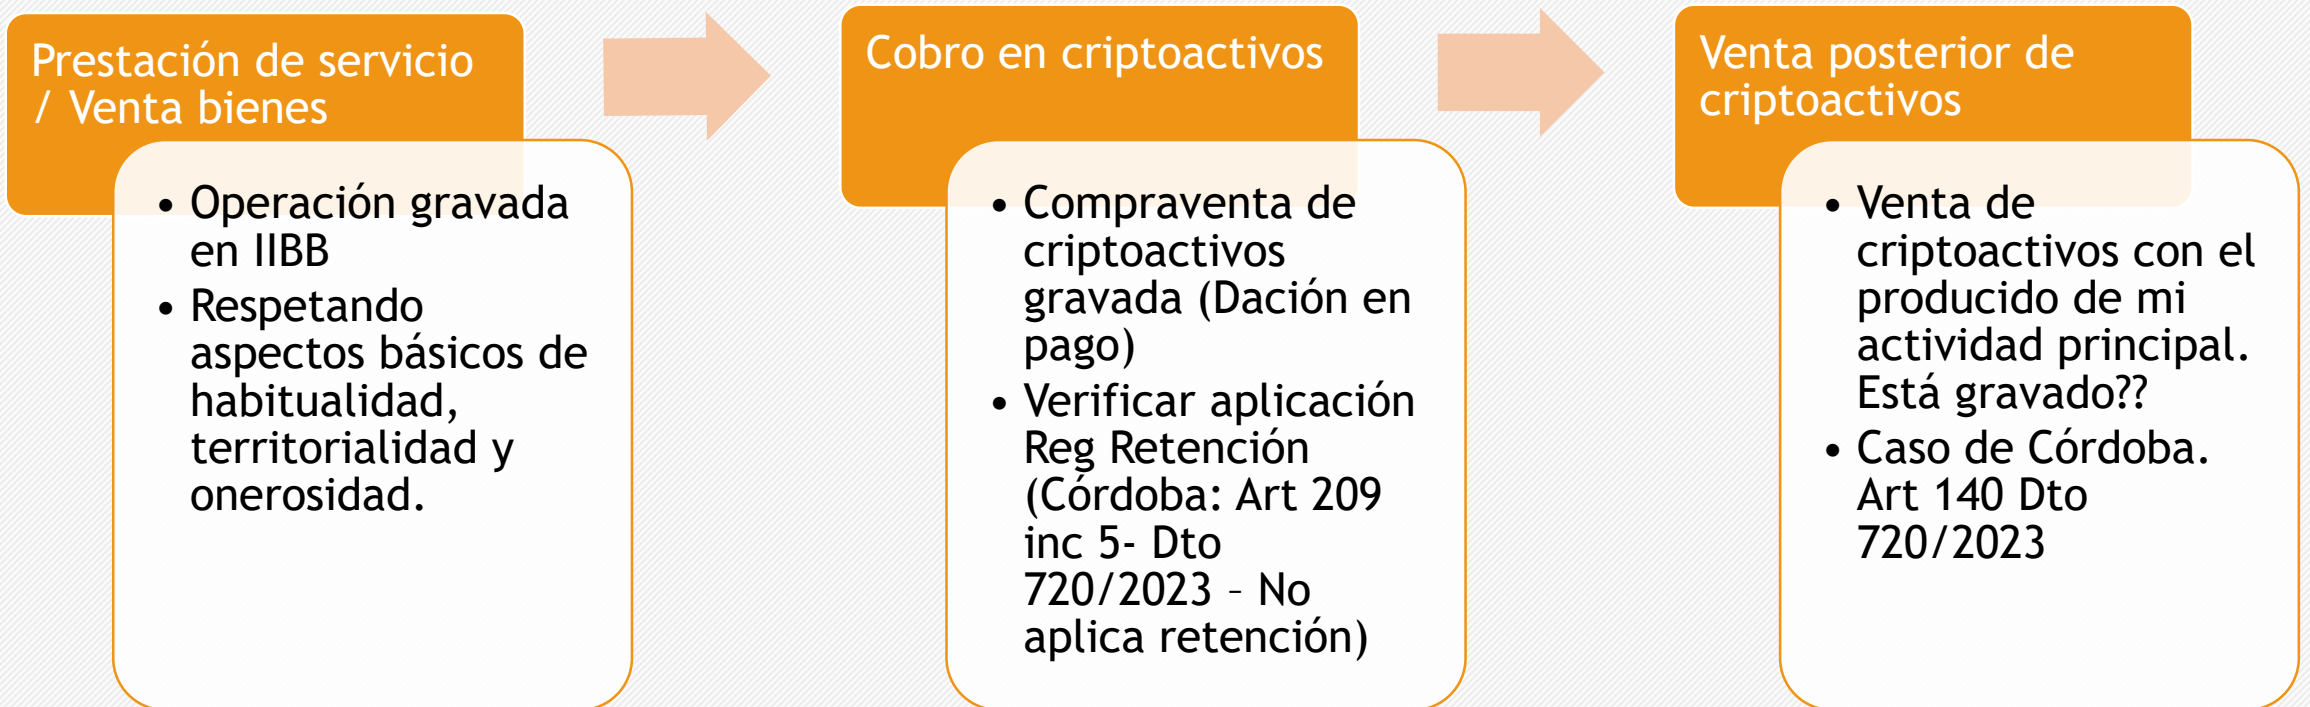 Prestación de servicio
/ Venta bienes
• Operación gravada
en IIBB
• Respetando
aspectos básicos de
habitualidad,
territorialidad y
onerosidad.
Cobro en criptoactivos
• Compraventa de
criptoactivos
gravada (Dación en
pago)
• Verificar aplicación
Reg Retención
(Córdoba: Art 209
inc 5- Dto
720/2023 – No
aplica retención)
Venta posterior de
criptoactivos
• Venta de
criptoactivos con el
producido de mi
actividad principal.
Está gravado??
• Caso de Córdoba.
Art 140 Dto
720/2023